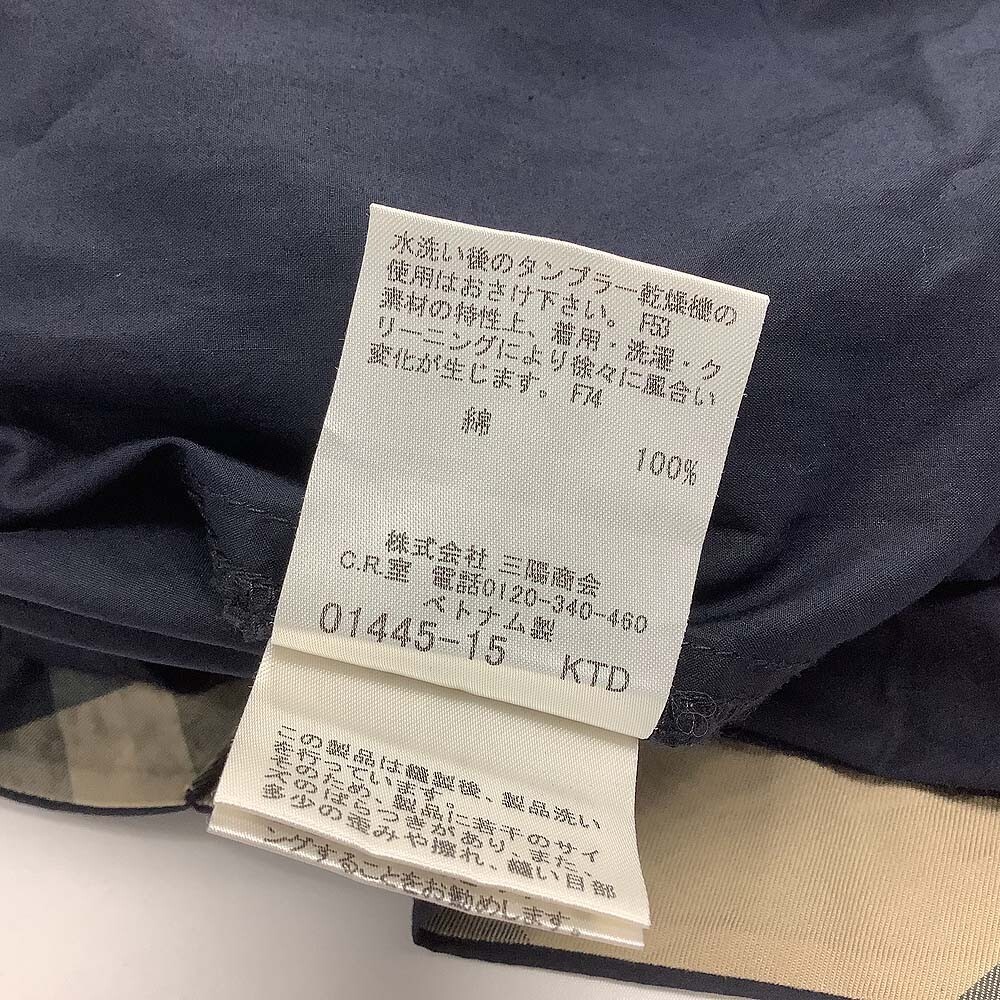 水洗い後のタンブラー乾燥機の
使用はおさけ下さい。 F53
素材の特性上、着用・洗濯・ク
リーニングにより徐々に風合い
変化が生じます。 F74
綿
100%
株式会社 三陽商会
C.R.室 電話0120-340-460
ベトナム製
01445-15 KTD
この製品は縫製後、製品洗い
を行っています。
そのため、製品に若干のサイ
ズのばらつきがあり、また、
多少の歪みや擦れ、縫い目部
ングすることをお勧めします。